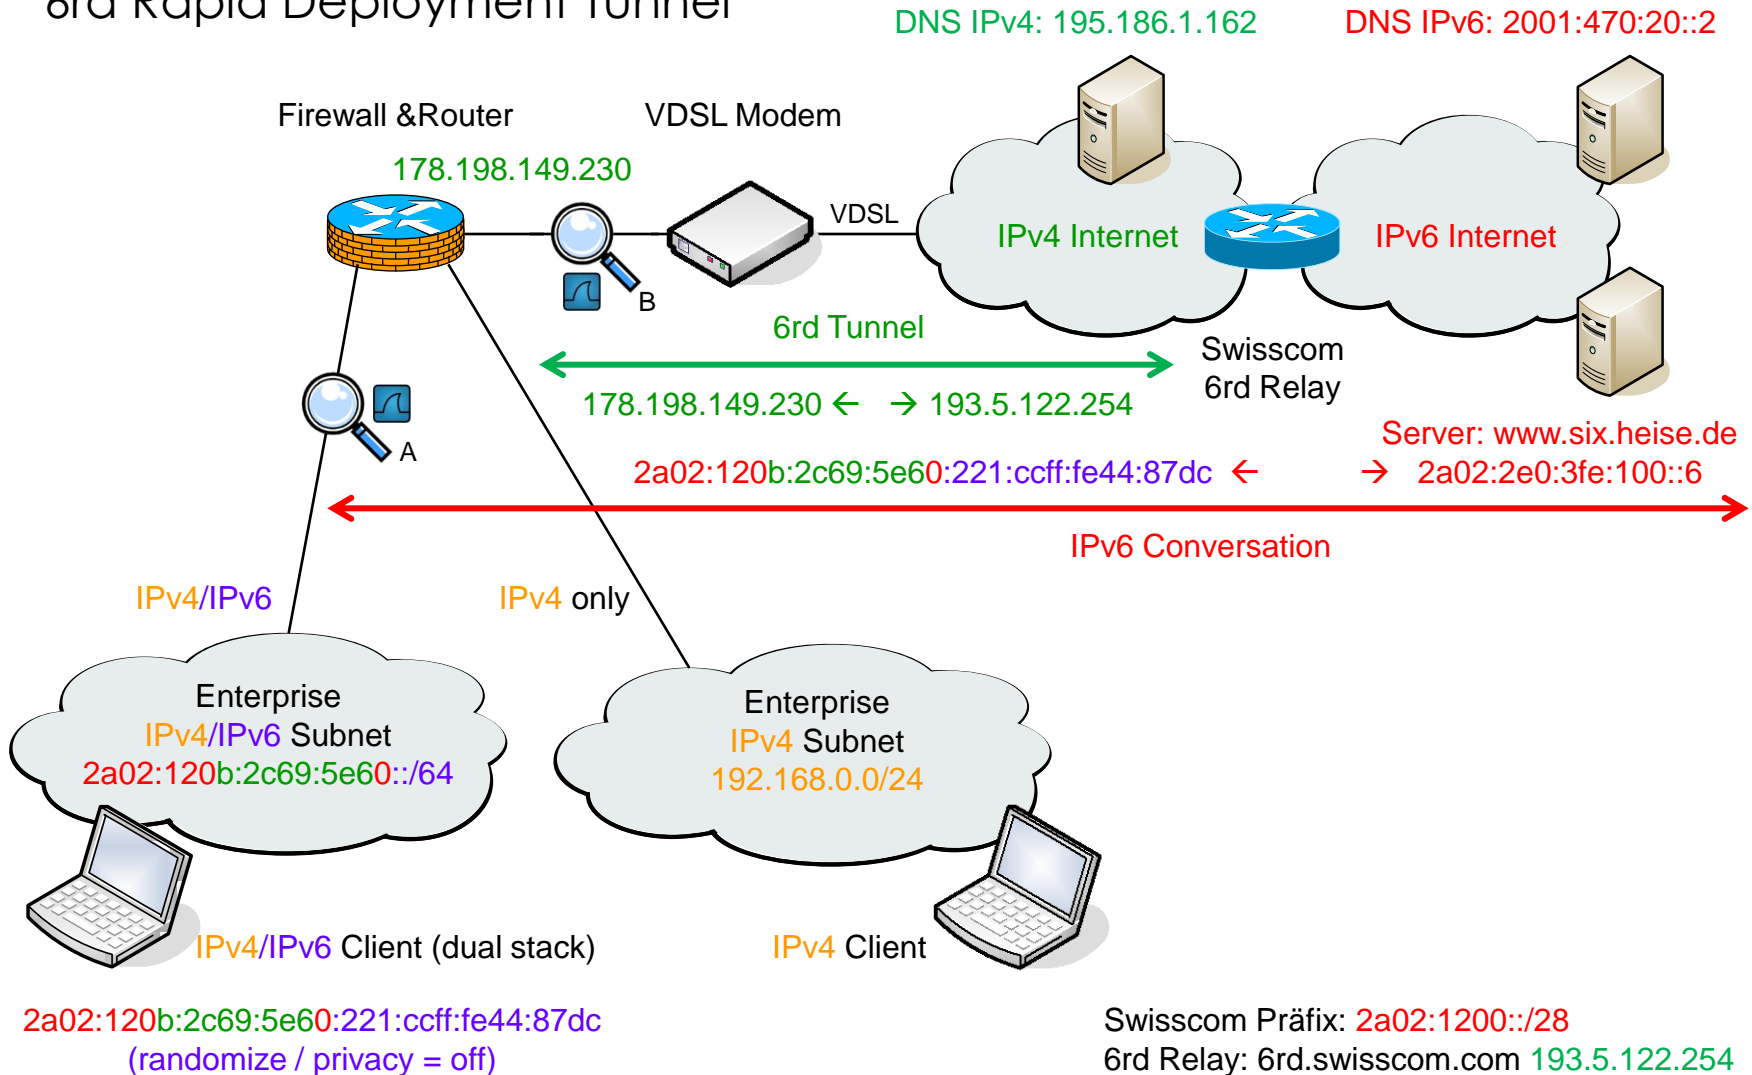 6rd Rapid Deployment Tunnel
DNS IPv4: 195.186.1.162
DNS IPv6: 2001:470:20::2
Firewall &Router
VDSL Modem
178.198.149.230
VDSL
IPv4 Internet
IPv6 Internet
B
6rd Tunnel
Swisscom
6rd Relay
178.198.149.230 ← → 193.5.122.254
A
Server: www.six.heise.de
2a02:120b:2c69:5e60:221:ccff:fe44:87dc ← → 2a02:2e0:3fe:100::6
IPv6 Conversation
IPv4/IPv6
IPv4 only
Enterprise
IPv4/IPv6 Subnet
2a02:120b:2c69:5e60::/64
Enterprise
IPv4 Subnet
192.168.0.0/24
IPv4/IPv6 Client (dual stack)
IPv4 Client
2a02:120b:2c69:5e60:221:ccff:fe44:87dc
(randomize / privacy = off)
Swisscom Präfix: 2a02:1200::/28
6rd Relay: 6rd.swisscom.com 193.5.122.254